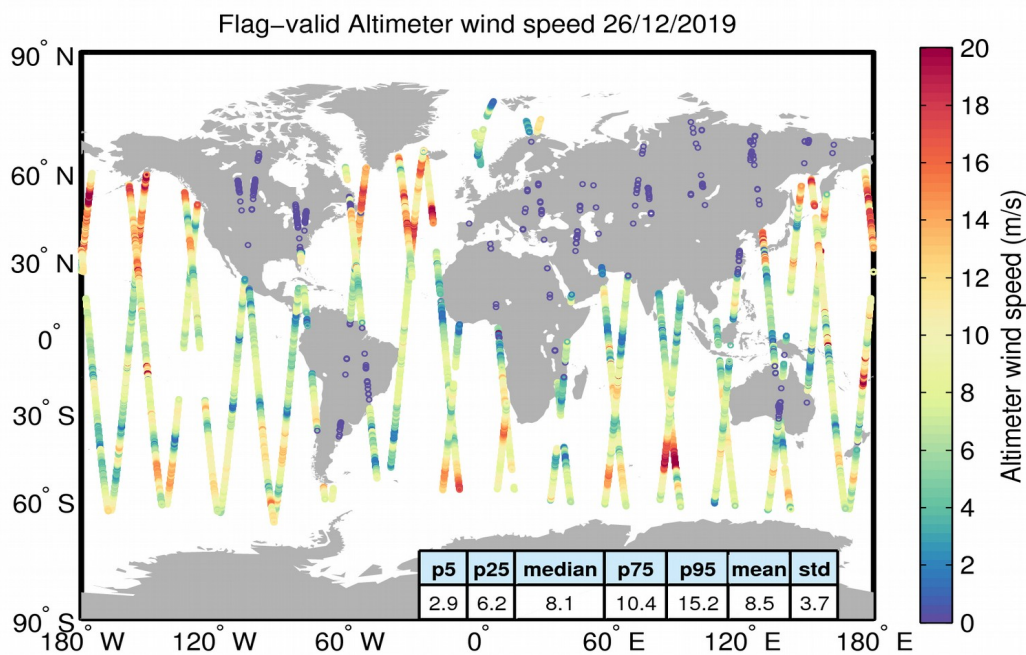 Flag−valid Altimeter wind speed 26/12/2019
90° N
60° N
30° N
0°
30° S
60° S
90° S
180° W
120° W
60° W
0°
60° E
120° E
180° E
p5 p25 median p75 p95 mean std
2.9 6.2 8.1 10.4 15.2 8.5 3.7
20
18
16
14
12
10
8
6
4
2
0
Altimeter wind speed (m/s)